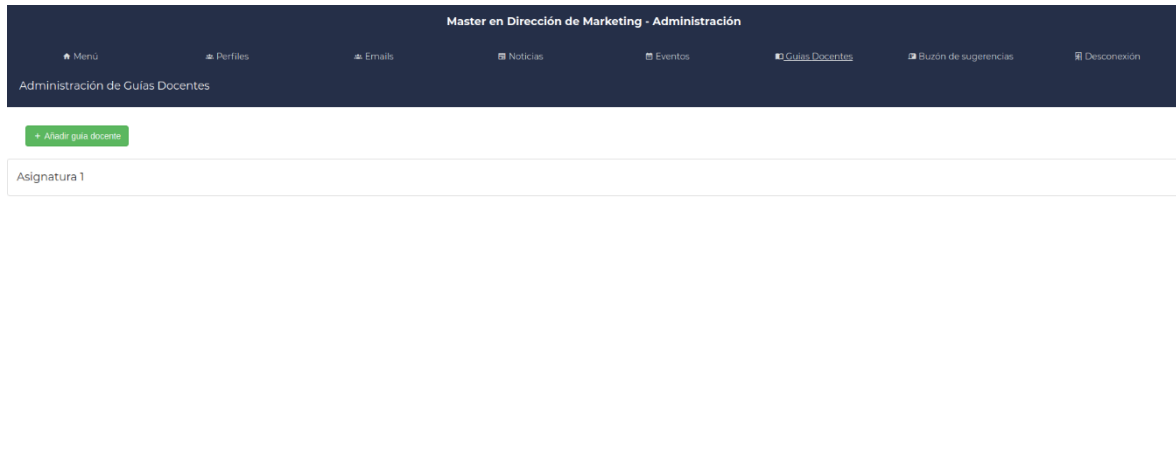 Master en Dirección de Marketing - Administración
Menú Perfiles Emails Noticias Eventos Guías Docentes Buzón de sugerencias Desconexión
Administración de Guías Docentes
+ Añadir guia docente
Asignatura 1